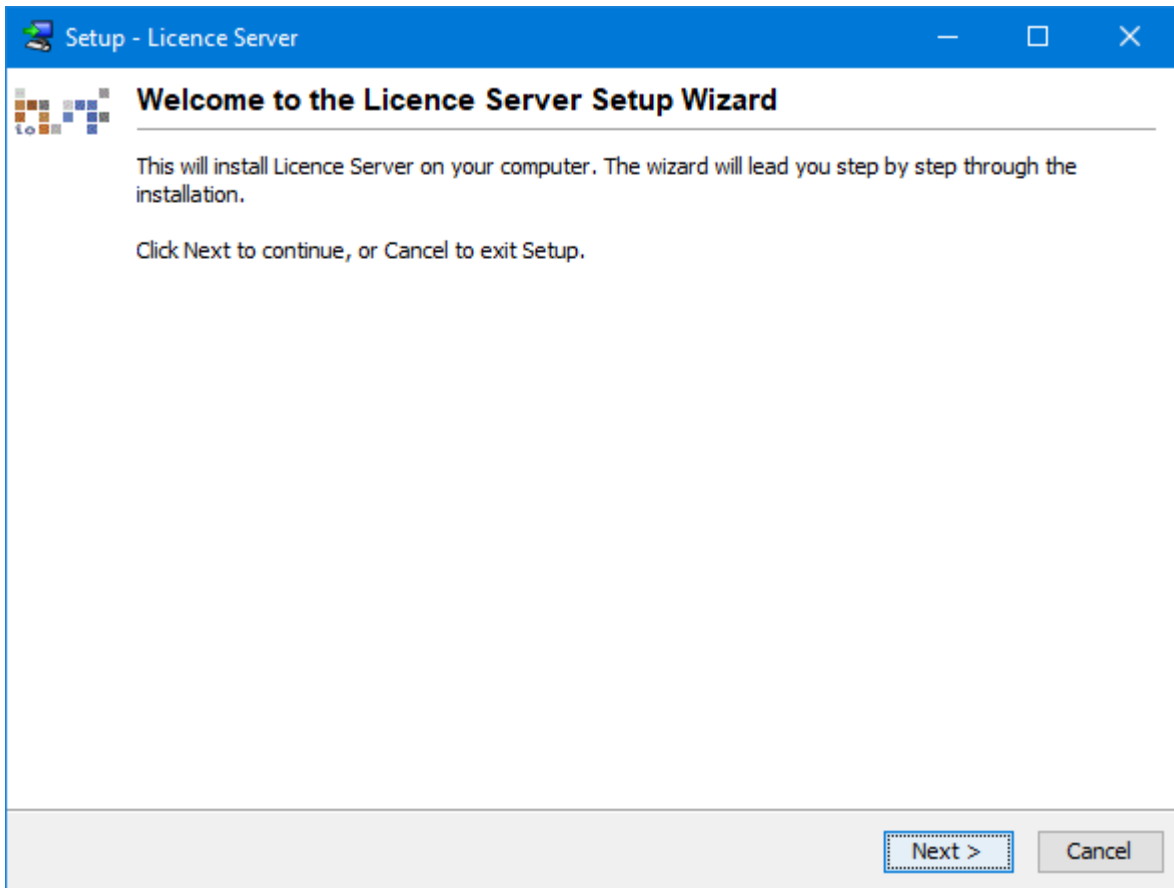 Setup - Licence Server
Welcome to the Licence Server Setup Wizard
This will install Licence Server on your computer. The wizard will lead you step by step through the
installation.
Click Next to continue, or Cancel to exit Setup.
Next >
Cancel